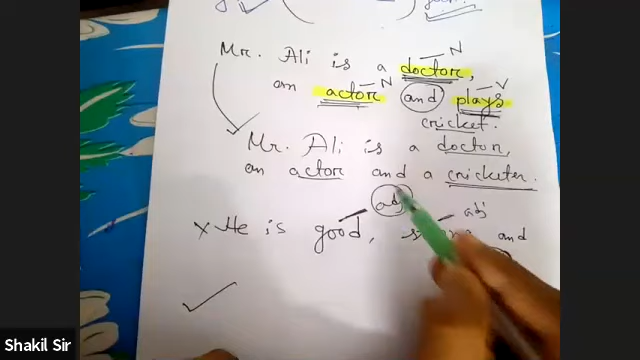 good.
Mr. Ali is a doctor, N
an actor N and plays V
cricket.
Mr. Ali is a doctor,
an actor and a cricketer.
adj
adj
x He is good, and
Shakil Sir